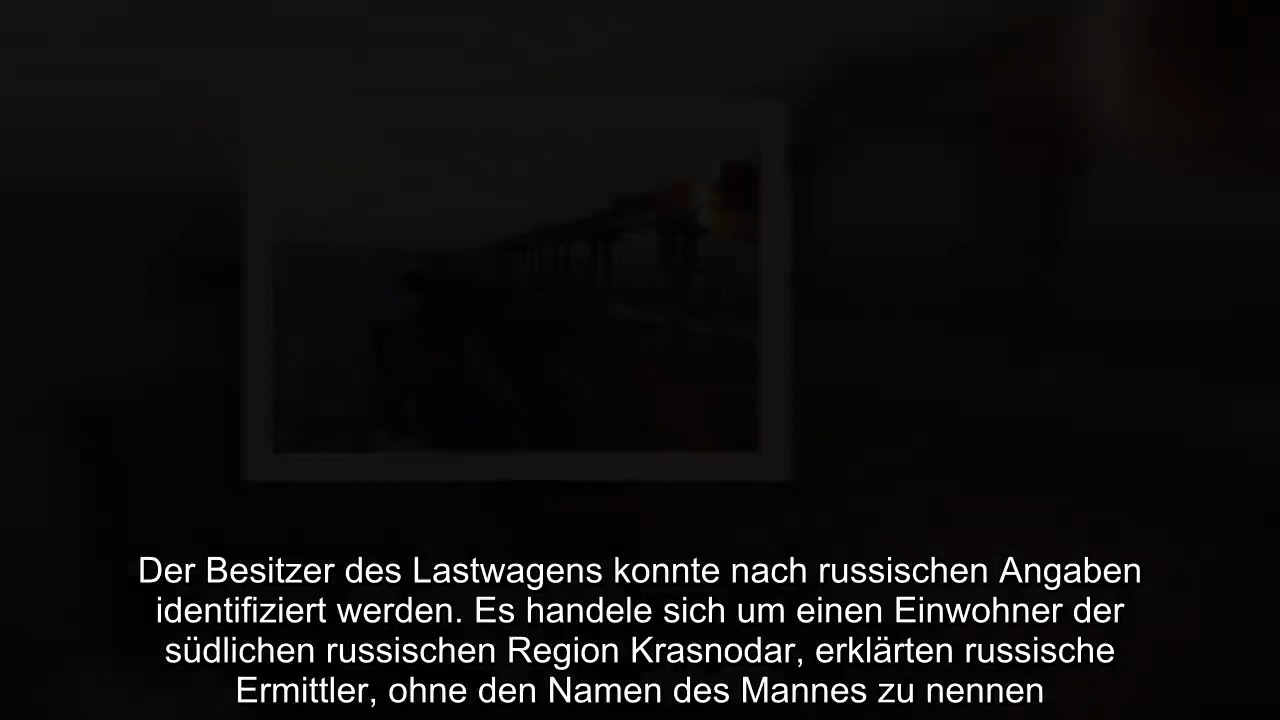 Der Besitzer des Lastwagens konnte nach russischen Angaben
identifiziert werden. Es handele sich um einen Einwohner der
südlichen russischen Region Krasnodar, erklärten russische
Ermittler, ohne den Namen des Mannes zu nennen